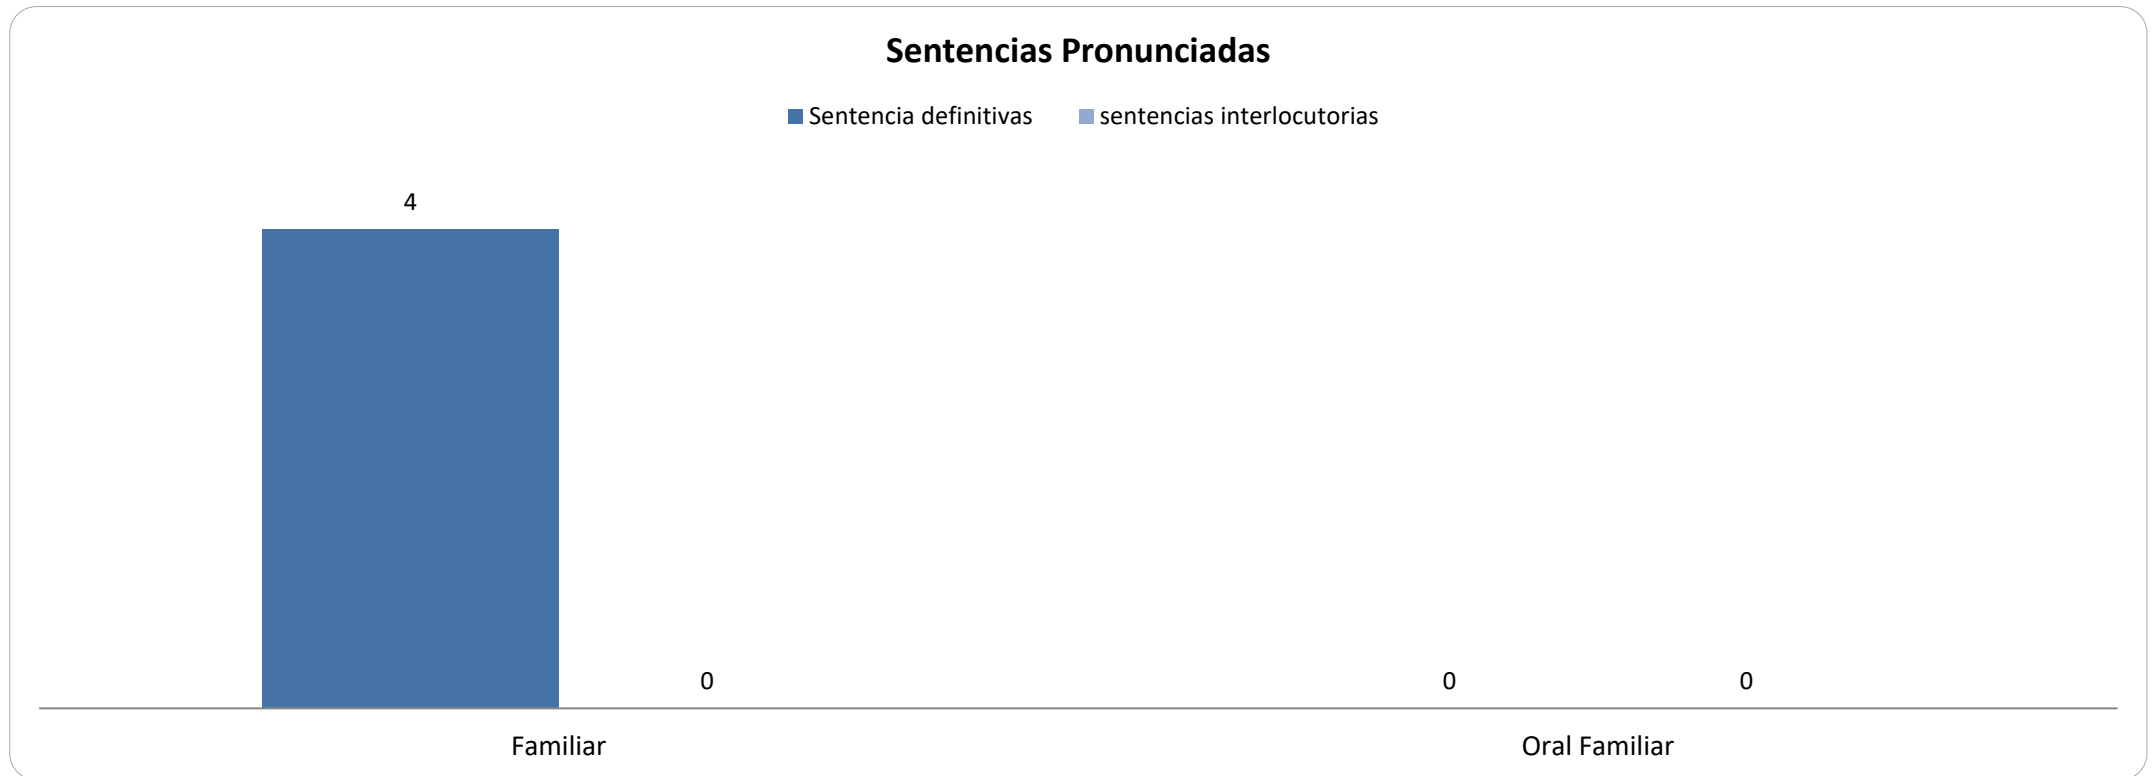 Sentencias Pronunciadas
Sentencia definitivas sentencias interlocutorias
4
0 0 0
Familiar Oral Familiar